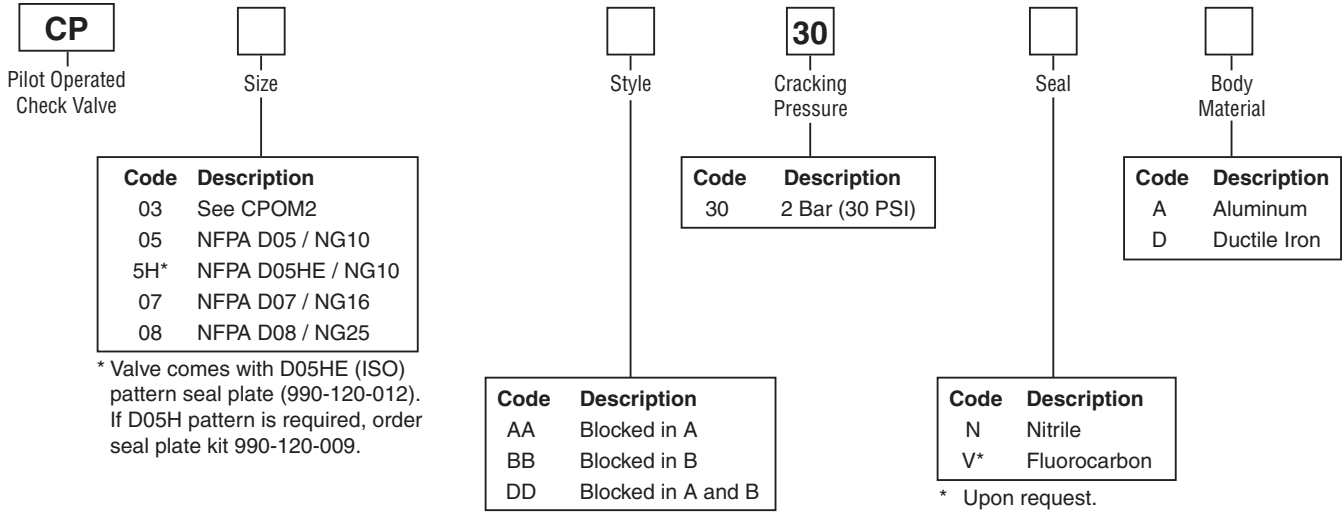 CP
30
Pilot Operated
Check Valve
Size
Style
Cracking
Pressure
Seal
Body
Material
Code Description
03 See CPOM2
05 NFPA D05 / NG10
5H* NFPA D05HE / NG10
07 NFPA D07 / NG16
08 NFPA D08 / NG25
* Valve comes with D05HE (ISO)
pattern seal plate (990-120-012).
If D05H pattern is required, order
seal plate kit 990-120-009.
Code Description
AA Blocked in A
BB Blocked in B
DD Blocked in A and B
Code Description
30 2 Bar (30 PSI)
Code Description
N Nitrile
V* Fluorocarbon
* Upon request.
Code Description
A Aluminum
D Ductile Iron